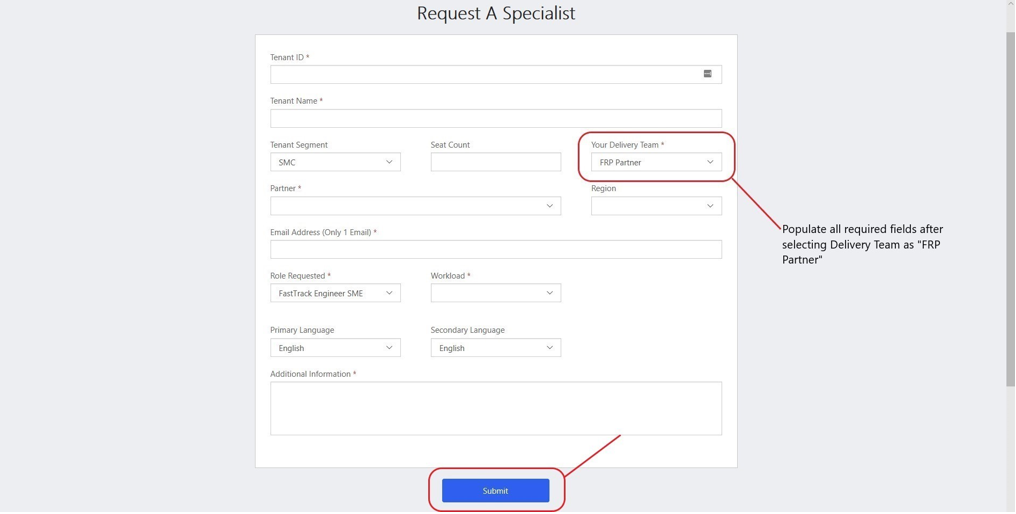 Request A Specialist
Tenant ID *
Tenant Name *
Tenant Segment
Seat Count
Your Delivery Team *
SMC
FRP Partner
Partner *
Region
Populate all required fields after
selecting Delivery Team as "FRP
Partner"
Email Address (Only 1 Email) *
Role Requested *
Workload *
FastTrack Engineer SME
Primary Language
Secondary Language
English
English
Additional Information *
Submit